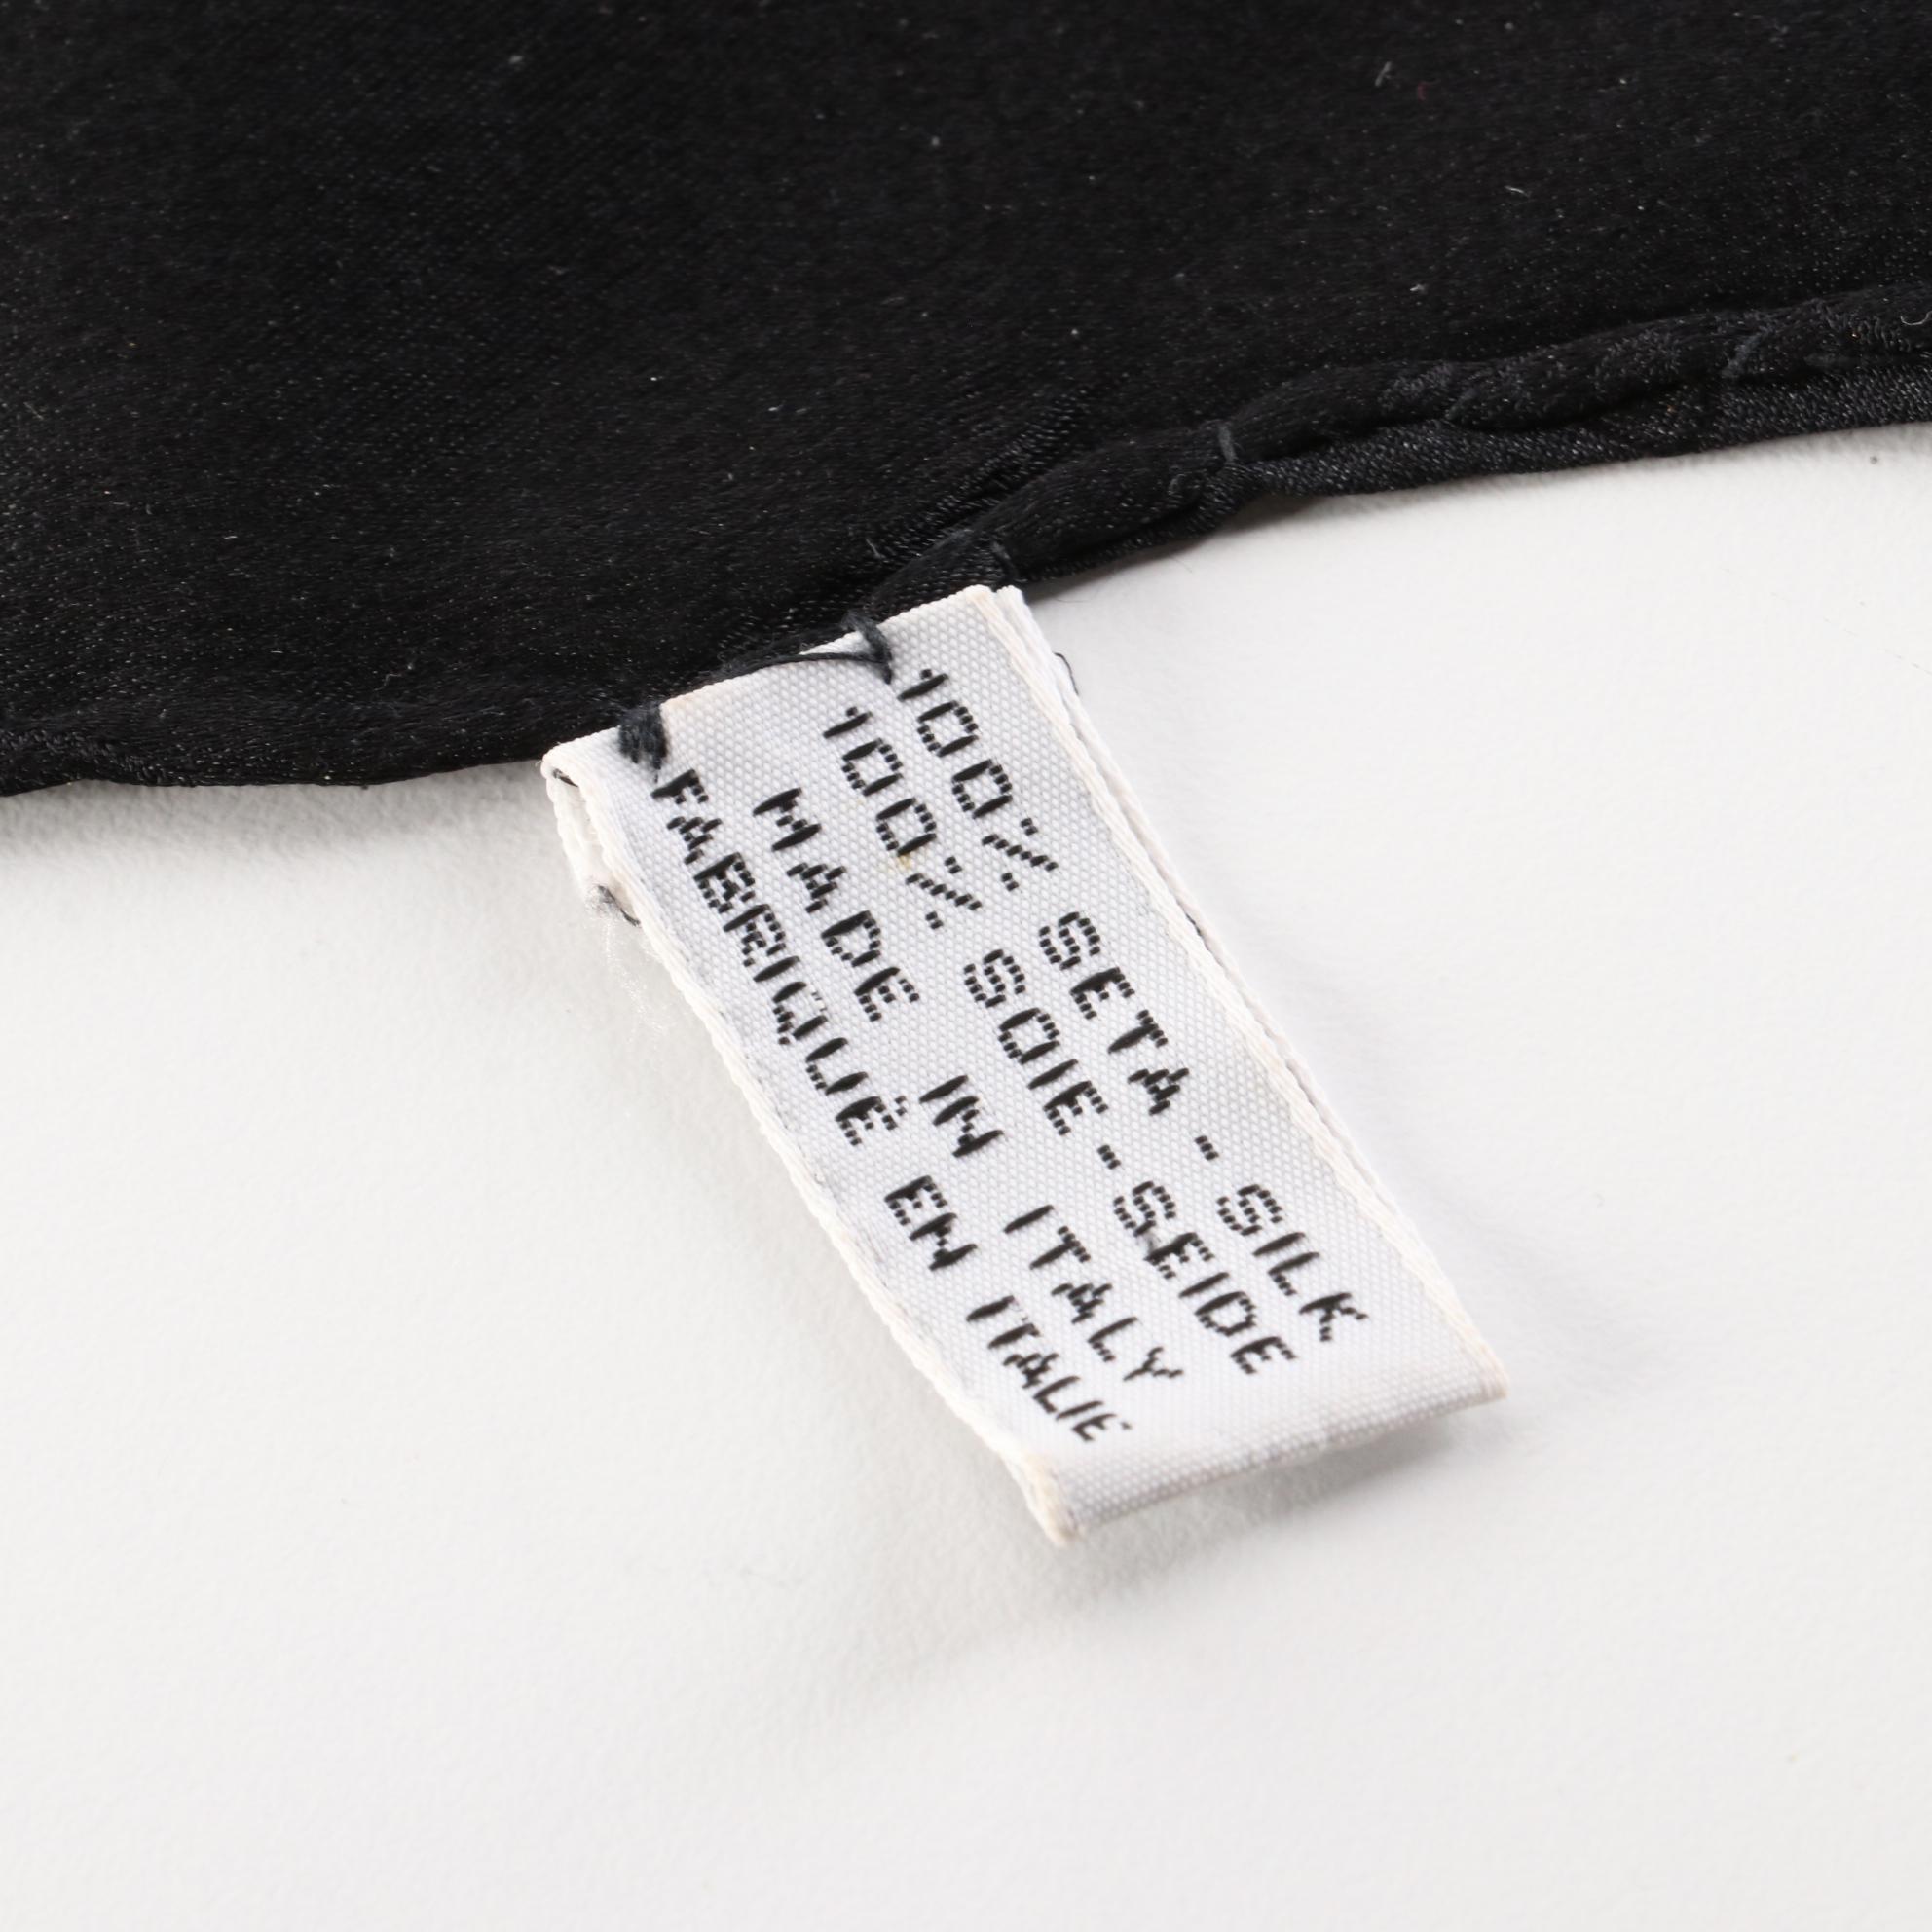 100% SETA - SILK
100% SOIE-SEIDE
MADE IN ITALY
FABRIQUÉ EN ITALIE